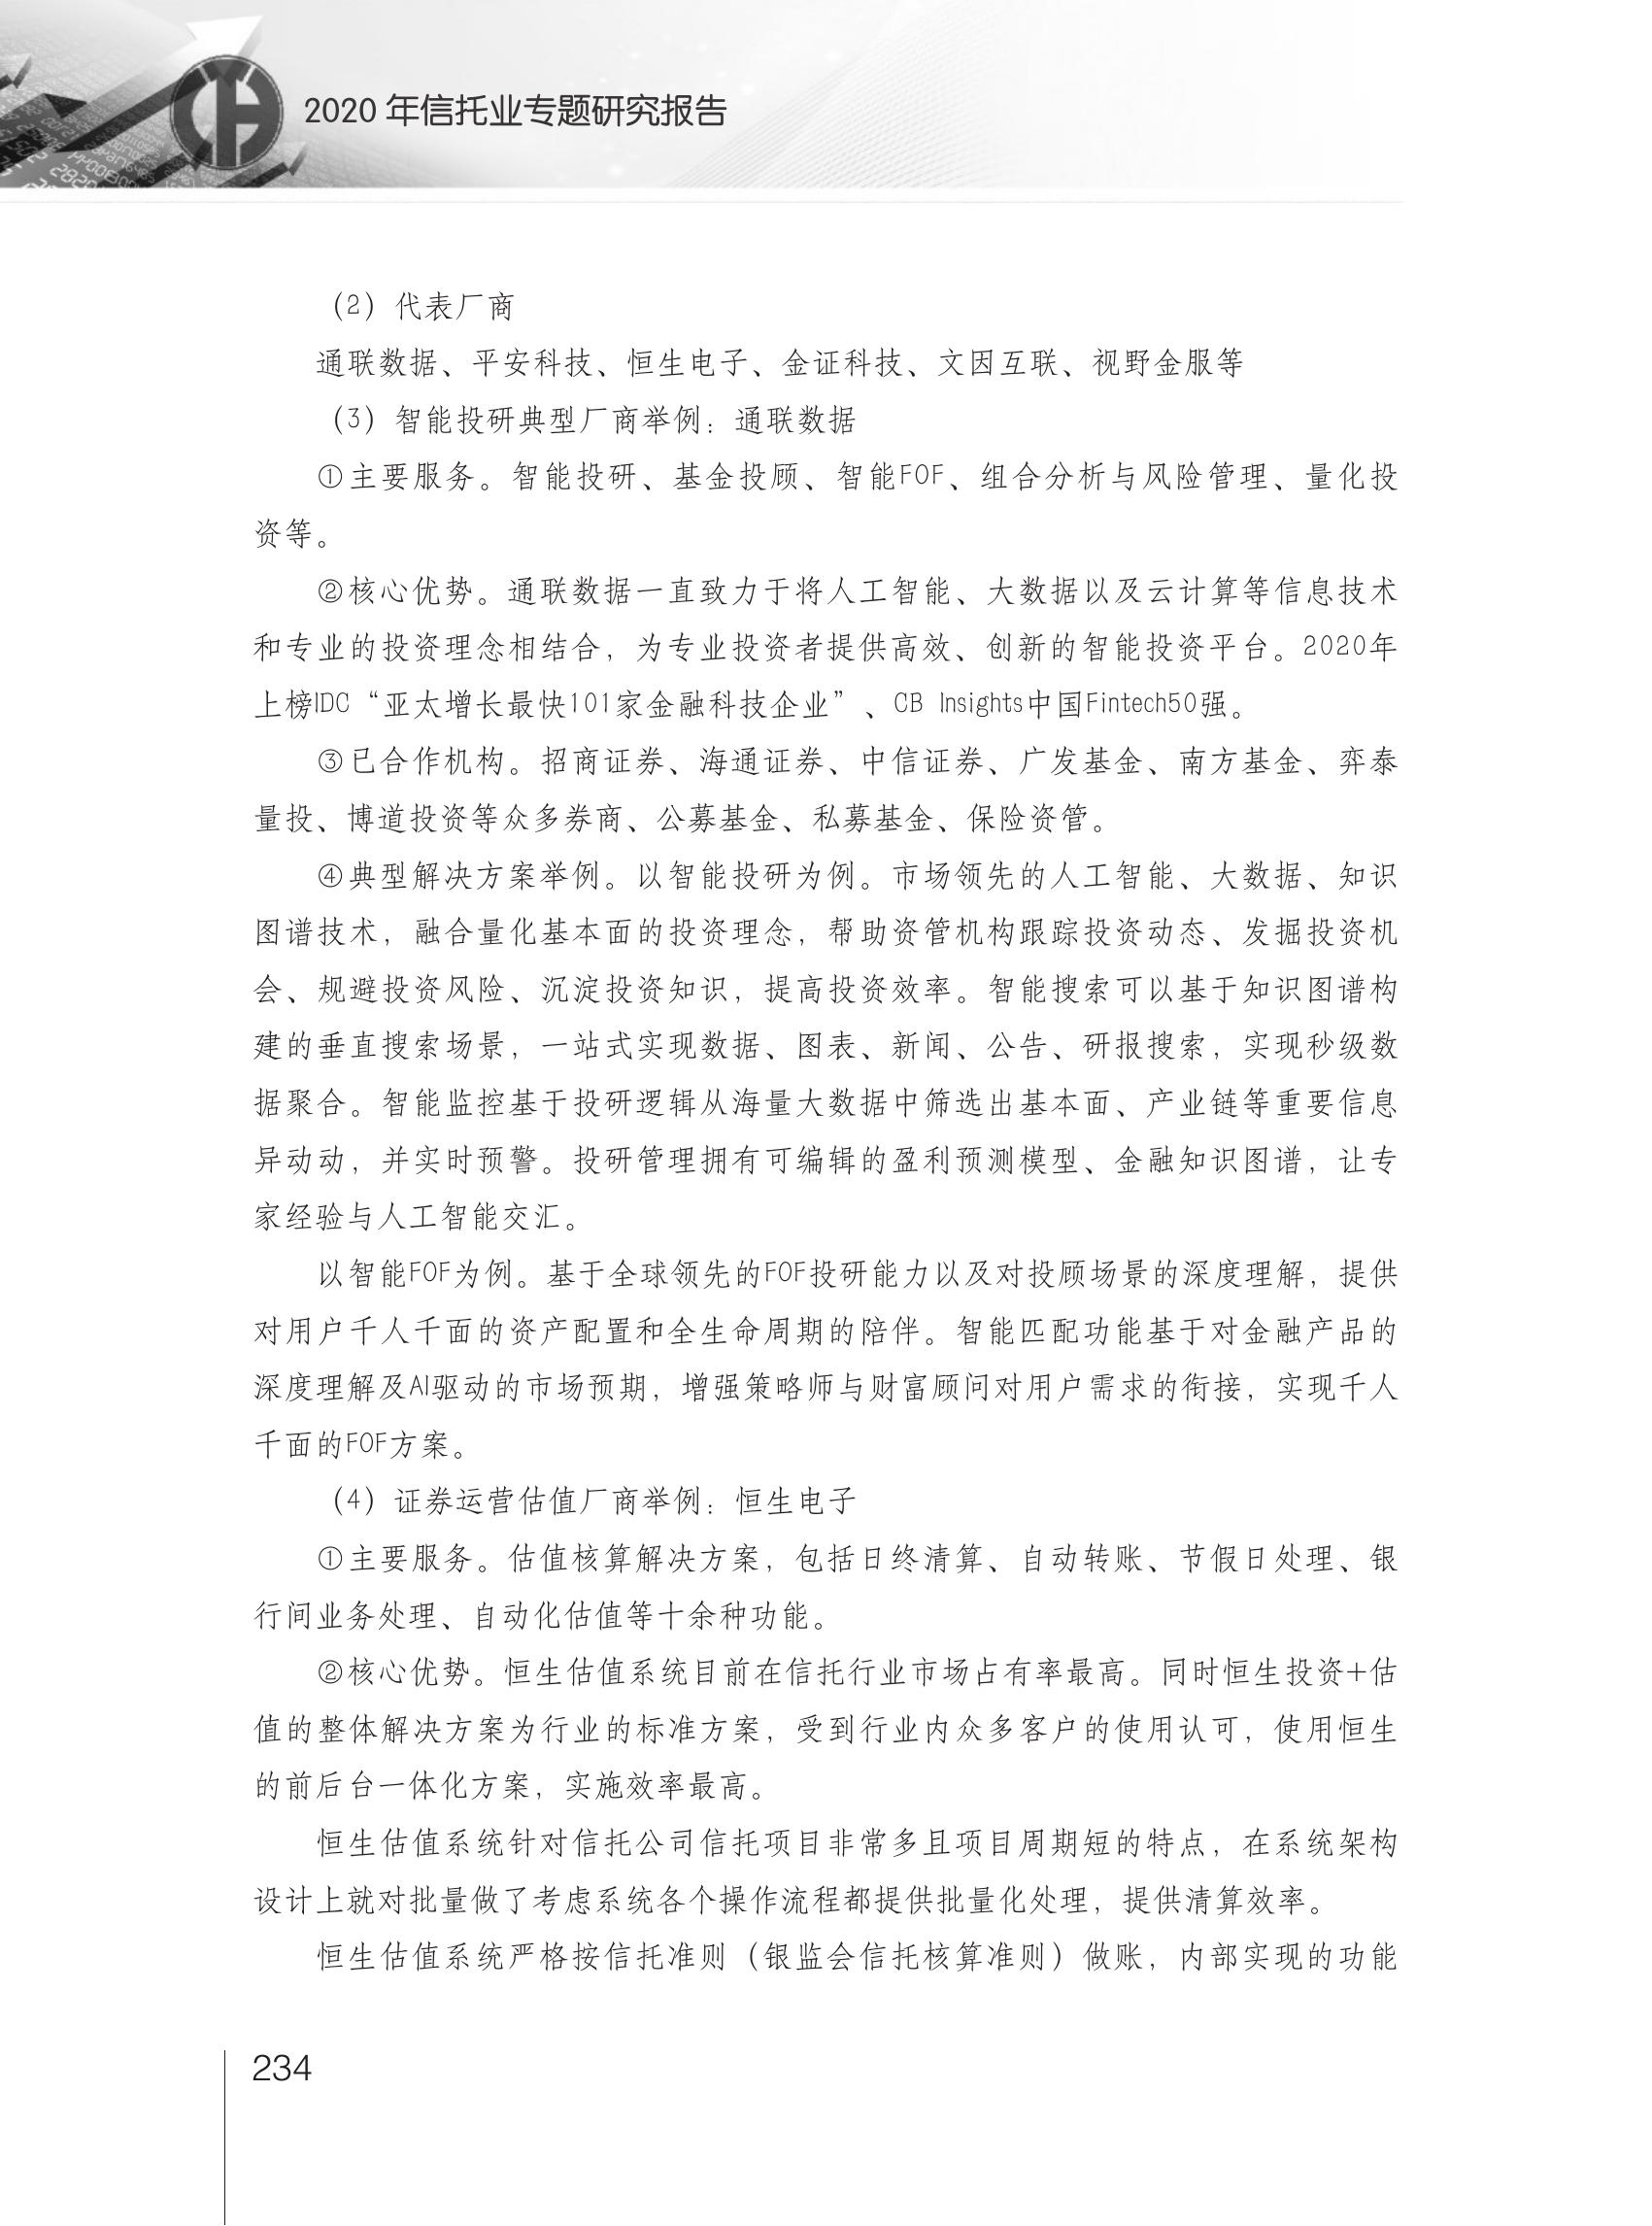 2020 年信托业专题研究报告
（2）代表厂商
通联数据、平安科技、恒生电子、金证科技、文因互联、视野金服等
（3）智能投研典型厂商举例：通联数据
①主要服务。智能投研、基金投顾、智能FOF、组合分析与风险管理、量化投
资等。
②核心优势。通联数据一直致力于将人工智能、大数据以及云计算等信息技术
和专业的投资理念相结合，为专业投资者提供高效、创新的智能投资平台。2020年
上榜IDC“亚太增长最快101家金融科技企业”、CB Insights中国Fintech50强。
③已合作机构。招商证券、海通证券、中信证券、广发基金、南方基金、弈泰
量投、博道投资等众多券商、公募基金、私募基金、保险资管。
④典型解决方案举例。以智能投研为例。市场领先的人工智能、大数据、知识
图谱技术，融合量化基本面的投资理念，帮助资管机构跟踪投资动态、发掘投资机
会、规避投资风险、沉淀投资知识，提高投资效率。智能搜索可以基于知识图谱构
建的垂直搜索场景，一站式实现数据、图表、新闻、公告、研报搜索，实现秒级数
据聚合。智能监控基于投研逻辑从海量大数据中筛选出基本面、产业链等重要信息
异动动，并实时预警。投研管理拥有可编辑的盈利预测模型、金融知识图谱，让专
家经验与人工智能交汇。
以智能FOF为例。基于全球领先的FOF投研能力以及对投顾场景的深度理解，提供
对用户千人千面的资产配置和全生命周期的陪伴。智能匹配功能基于对金融产品的
深度理解及AI驱动的市场预期，增强策略师与财富顾问对用户需求的衔接，实现千人
千面的FOF方案。
（4）证券运营估值厂商举例：恒生电子
①主要服务。估值核算解决方案，包括日终清算、自动转账、节假日处理、银
行间业务处理、自动化估值等十余种功能。
②核心优势。恒生估值系统目前在信托行业市场占有率最高。同时恒生投资+估
值的整体解决方案为行业的标准方案，受到行业内众多客户的使用认可，使用恒生
的前后台一体化方案，实施效率最高。
恒生估值系统针对信托公司信托项目非常多且项目周期短的特点，在系统架构
设计上就对批量做了考虑系统各个操作流程都提供批量化处理，提供清算效率。
恒生估值系统严格按信托准则（银监会信托核算准则）做账，内部实现的功能
234